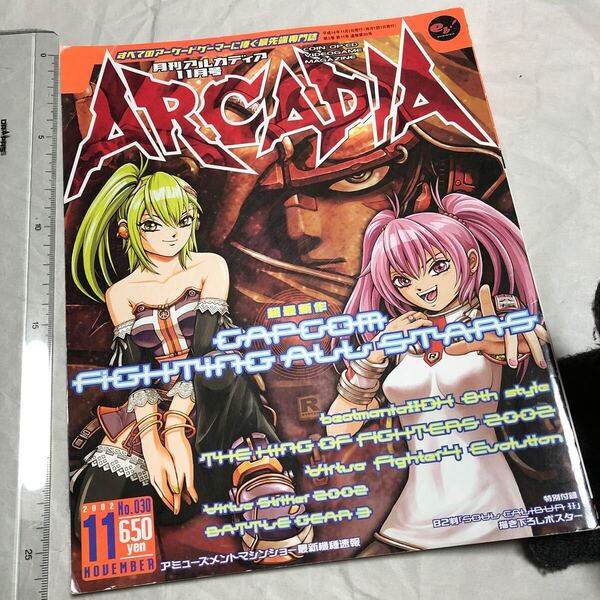 すべてのアーケードゲーマーに捧ぐ最先端専門誌
月刊アルカディア
11月号
COIN-OP-ED
VIDEOGAME
MAGAZINE
ARCADIA
CAPCOM
FIGHTING ALL STARS
beatmaniaIIDX 8th style
THE KING OF FIGHTERS 2002
Virtua Fighter4 Evolution
Virtua Striker 2002
BATTLE GEAR 3
特別付録
B2判「SOUL CALIBUR II」
描き下ろしポスター
2002
No.030
11
650
yen
NOVEMBER
アミューズメントマシンショー最新機種速報
R
0
5
10
15
25